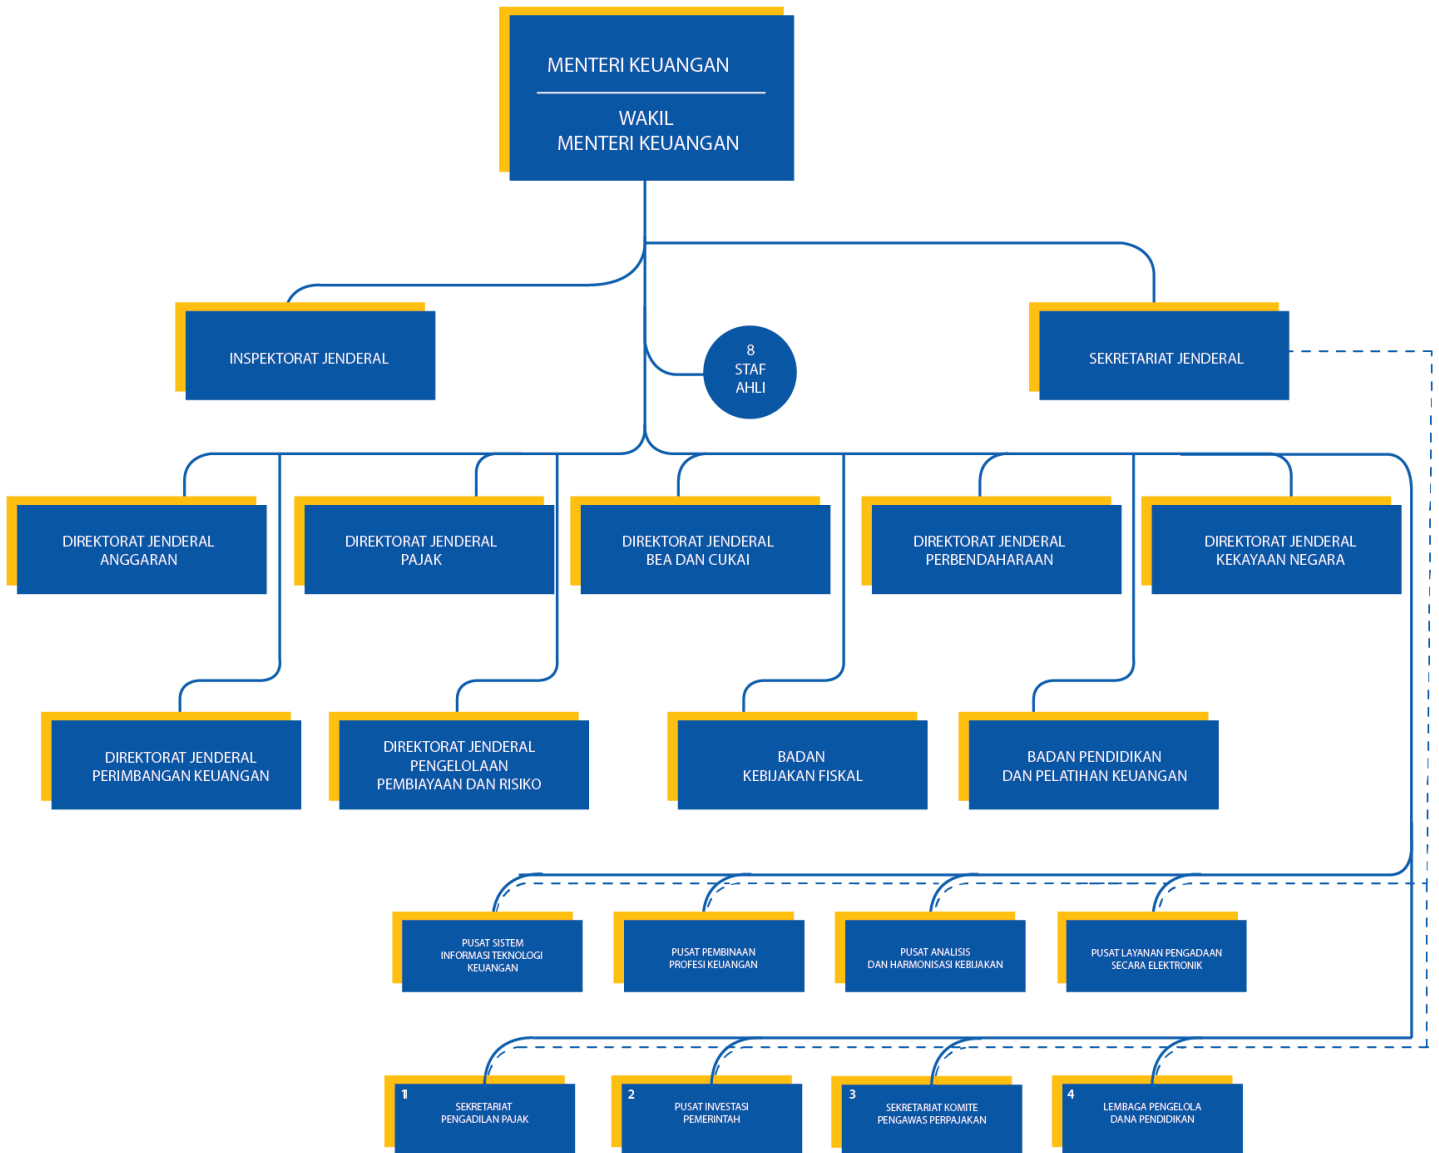 MENTERI KEUANGAN
WAKIL
MENTERI KEUANGAN
INSPEKTORAT JENDERAL
8
STAF
AHLI
SEKRETARIAT JENDERAL
DIREKTORAT JENDERAL
ANGGARAN
DIREKTORAT JENDERAL
PAJAK
DIREKTORAT JENDERAL
BEA DAN CUKAI
DIREKTORAT JENDERAL
PERBENDAHARAAN
DIREKTORAT JENDERAL
KEKAYAAN NEGARA
DIREKTORAT JENDERAL
PERIMBANGAN KEUANGAN
DIREKTORAT JENDERAL
PENGELOLAAN
PEMBIAYAAN DAN RISIKO
BADAN
KEBIJAKAN FISKAL
BADAN PENDIDIKAN
DAN PELATIHAN KEUANGAN
PUSAT SISTEM
INFORMASI TEKNOLOGI
KEUANGAN
PUSAT PEMBINAAN
PROFESI KEUANGAN
PUSAT ANALISIS
DAN HARMONISASI KEBIJAKAN
PUSAT LAYANAN PENGADAAN
SECARA ELEKTRONIK
1
SEKRETARIAT
PENGADILAN PAJAK
2
PUSAT INVESTASI
PEMERINTAH
3
SEKRETARIAT KOMITE
PENGAWAS PERPAJAKAN
4
LEMBAGA PENGELOLA
DANA PENDIDIKAN